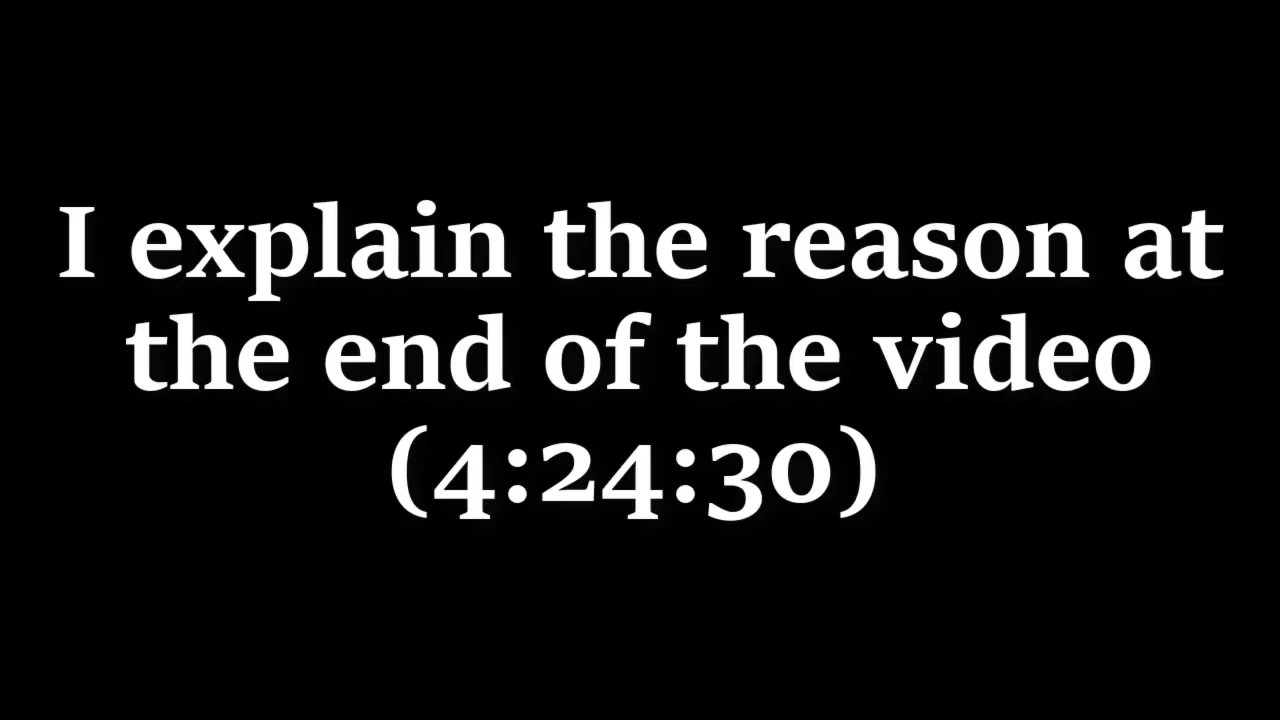 I explain the reason at
the end of the video
(4:24:30)